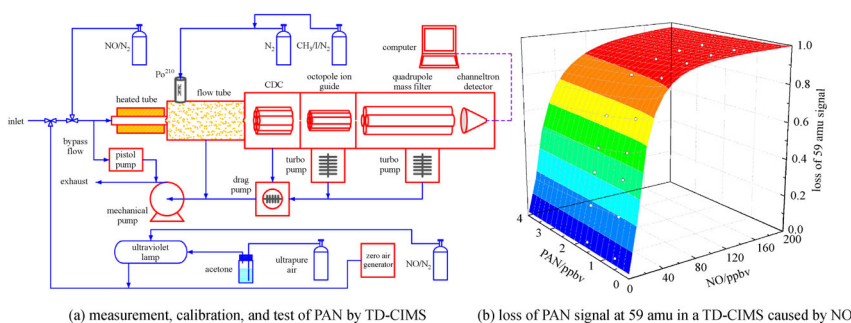 NO/N2
N2
CH3/I/N2
computer
Po210
flow tube
CDC
octopole ion
guide
quadrupole
mass filter
channeltron
detector
heated tube
inlet
bypass
flow
pistol
pump
exhaust
mechanical
pump
drag
pump
turbo
pump
turbo
pump
ultraviolet
lamp
acetone
ultrapure
air
zero air
generator
NO/N2
(a) measurement, calibration, and test of PAN by TD-CIMS
1.0
0.8
0.6
0.4
0.2
0.0
loss of 59 amu signal
4
3
2
1
0
PAN/ppbv
0
40
80
120
160
200
NO/ppbv
(b) loss of PAN signal at 59 amu in a TD-CIMS caused by NO